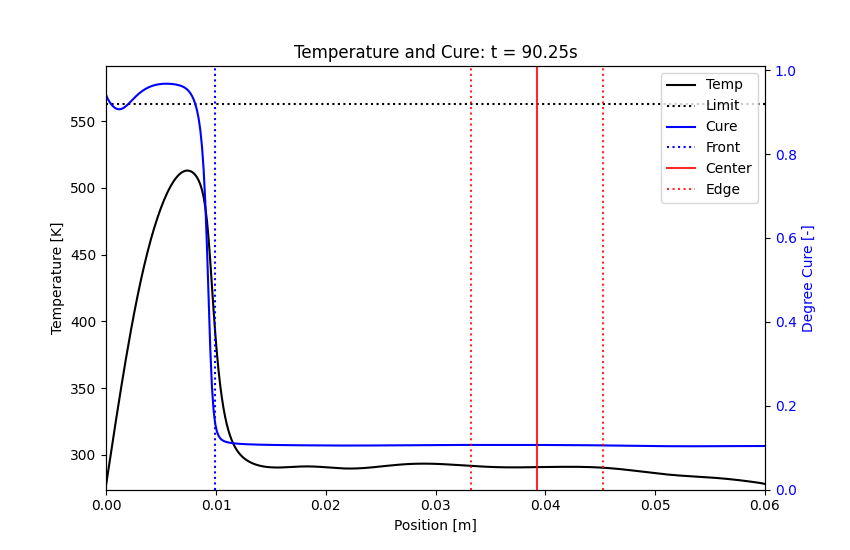 Temperature and Cure: t = 90.25s
Temp
Limit
Cure
Front
Center
Edge
Temperature [K]
550
500
450
400
350
300
Degree Cure [-]
1.0
0.8
0.6
0.4
0.2
0.0
0.00 0.01 0.02 0.03 0.04 0.05 0.06
Position [m]